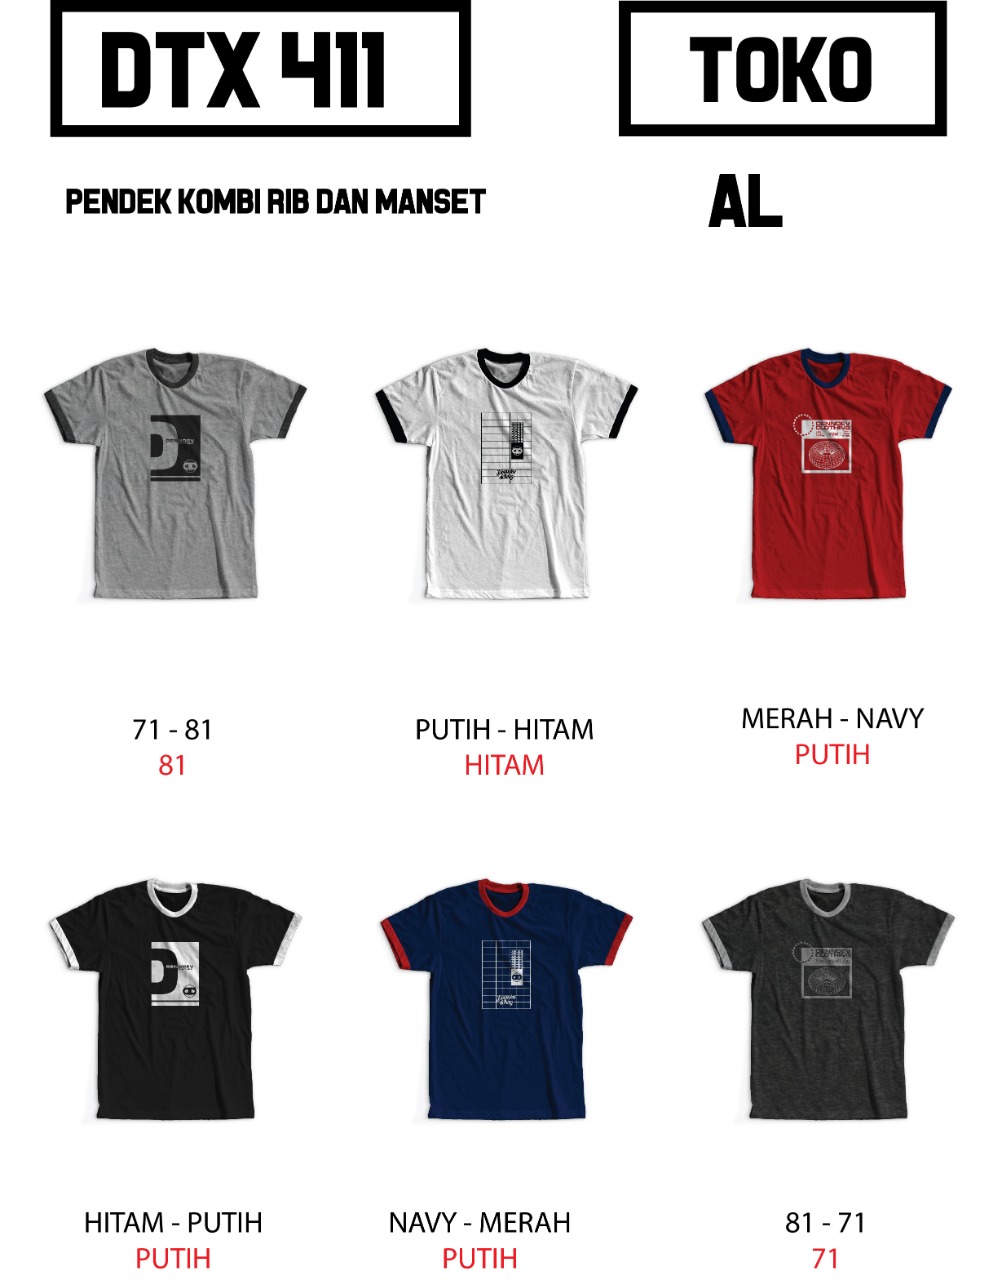 DTX 411
TOKO
PENDEK KOMBI RIB DAN MANSET
AL
71 - 81
81
PUTIH - HITAM
HITAM
MERAH - NAVY
PUTIH
HITAM - PUTIH
PUTIH
NAVY - MERAH
PUTIH
81 - 71
71